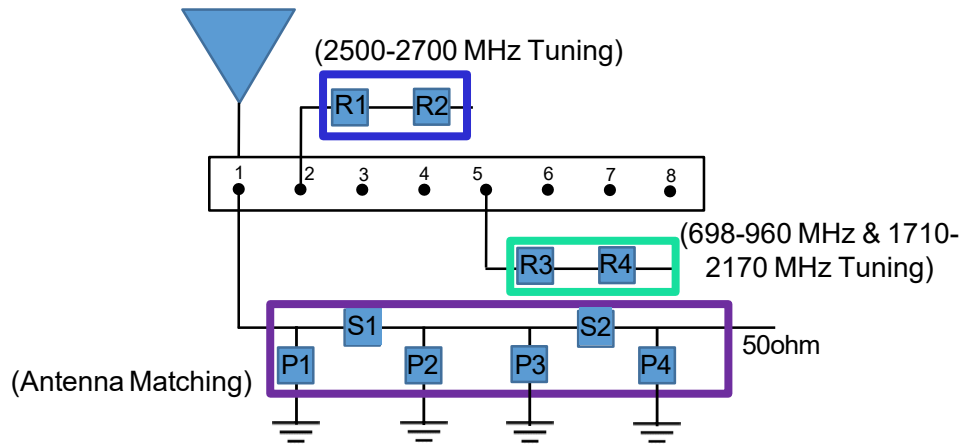 (2500-2700 MHz Tuning)
R1 R2
1 2 3 4 5 6 7 8
(698-960 MHz & 1710-
2170 MHz Tuning)
R3 R4
S1 S2
50ohm
P1 P2 P3 P4
(Antenna Matching)